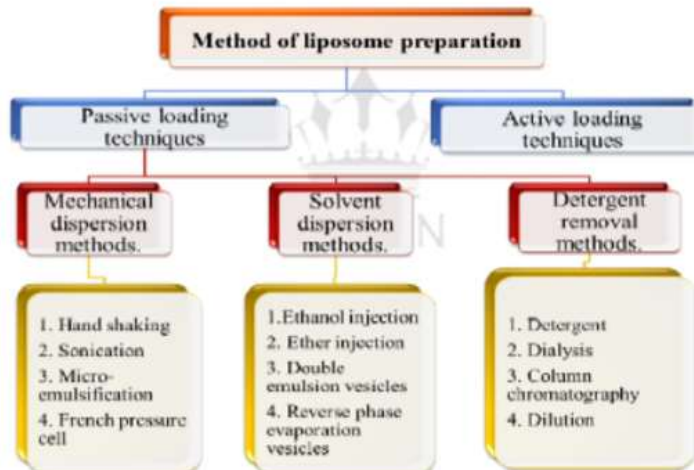 Method of liposome preparation
Passive loading
techniques
Active loading
techniques
Mechanical
dispersion
methods.
Solvent
dispersion
methods.
Detergent
removal
methods.
1. Hand shaking
2. Sonication
3. Micro-
emulsification
4. French pressure
cell
1.Ethanol injection
2. Ether injection
3. Double
emulsion vesicles
4. Reverse phase
evaporation
vesicles
1. Detergent
2. Dialysis
3. Column
chromatography
4. Dilution